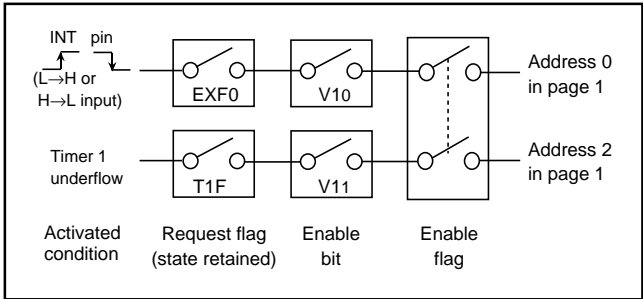 INT pin
(L→H or
H→L input)
EXF0
V10
Address 0
in page 1
Timer 1
underflow
T1F
V11
Address 2
in page 1
Activated
condition
Request flag
(state retained)
Enable
bit
Enable
flag